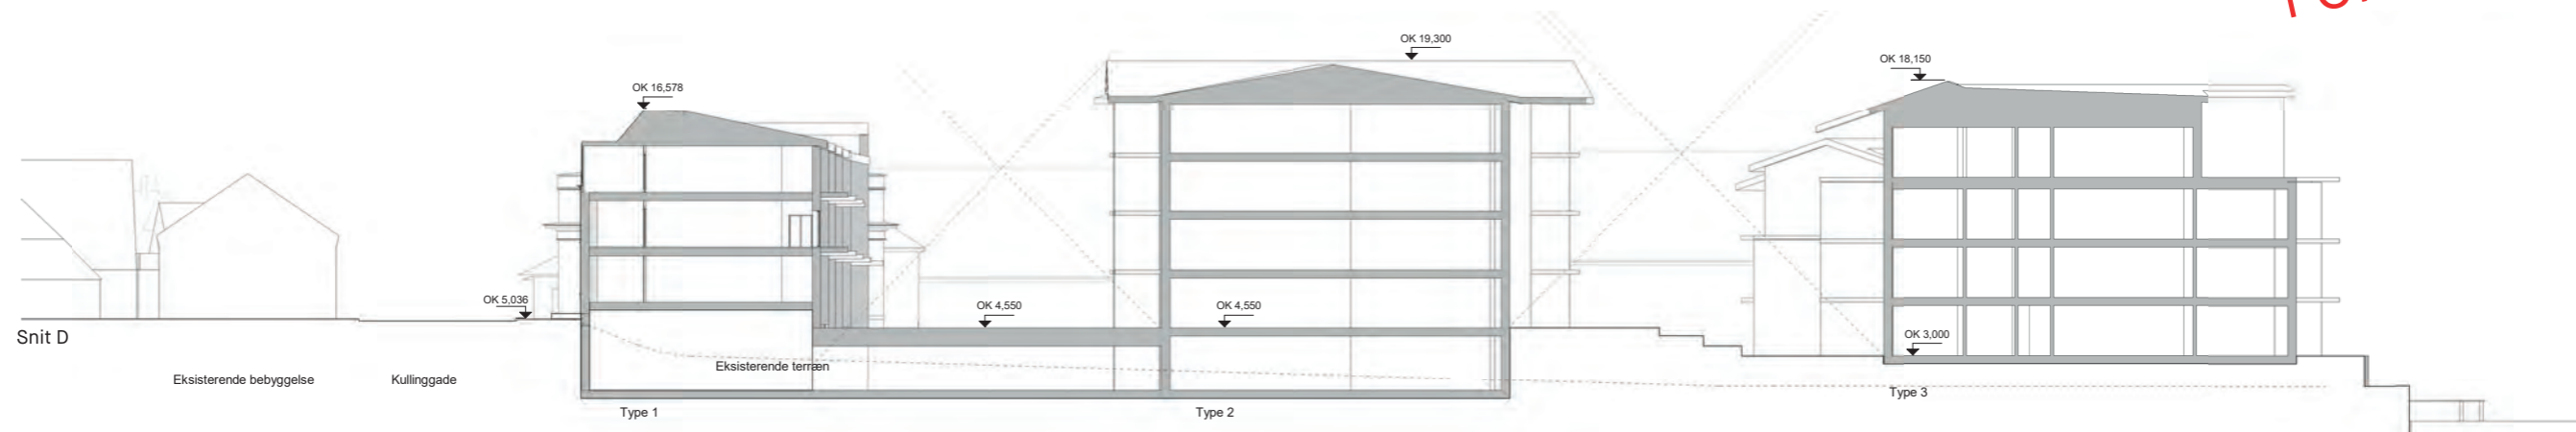 OK 19,300
OK 18,150
OK 16,578
OK 5,036
OK 4,550
OK 4,550
OK 3,000
Snit D
Eksisterende bebyggelse
Kullinggade
Eksisterende terræn
Type 1
Type 2
Type 3